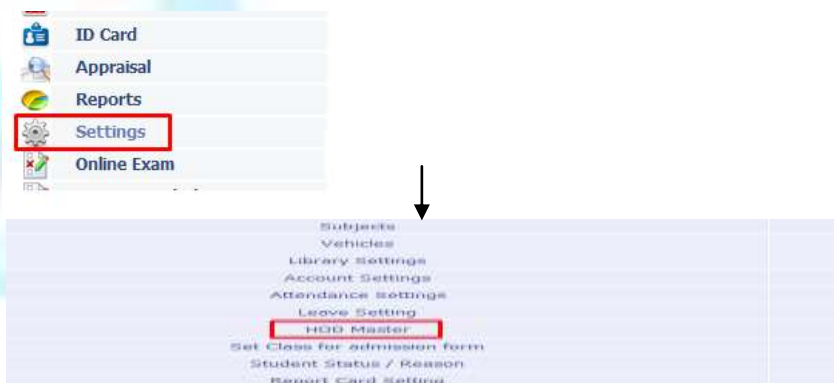 ID Card
Appraisal
Reports
Settings
Online Exam
Subjects
Vehicles
Library Settings
Account Settings
Attendance Settings
Leave Setting
HOD Master
Set Class for admission form
Student Status / Reason
Report Card Setting